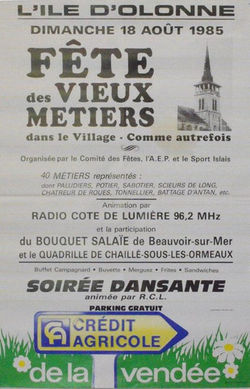 L'ILE D'OLONNE
DIMANCHE 18 AOÛT 1985
FÊTE
des VIEUX
METIERS
dans le Village - Comme autrefois
Organisée par le Comité des Fêtes, l'A.E.P. et le Sport Islais
40 METIERS représentés :
dont PALUDIERS, POTIER, SABOTIER, SCIEURS DE LONG,
CHATREUR DE ROUES, TONNELLIER, BATTAGE D'ANTAN, etc.
Animation par
RADIO COTE DE LUMIÈRE 96,2 MHz
et la participation
du BOUQUET SALAÏE de Beauvoir-sur-Mer
et le QUADRILLE DE CHAILLÉ-SOUS-LES-ORMEAUX
Buffet Campagnard - Buvette - Merguez - Frites - Sandwiches
SOIRÉE DANSANTE
animée par R.C.L.
PARKING GRATUIT
CRÉDIT
AGRICOLE
de la vendée